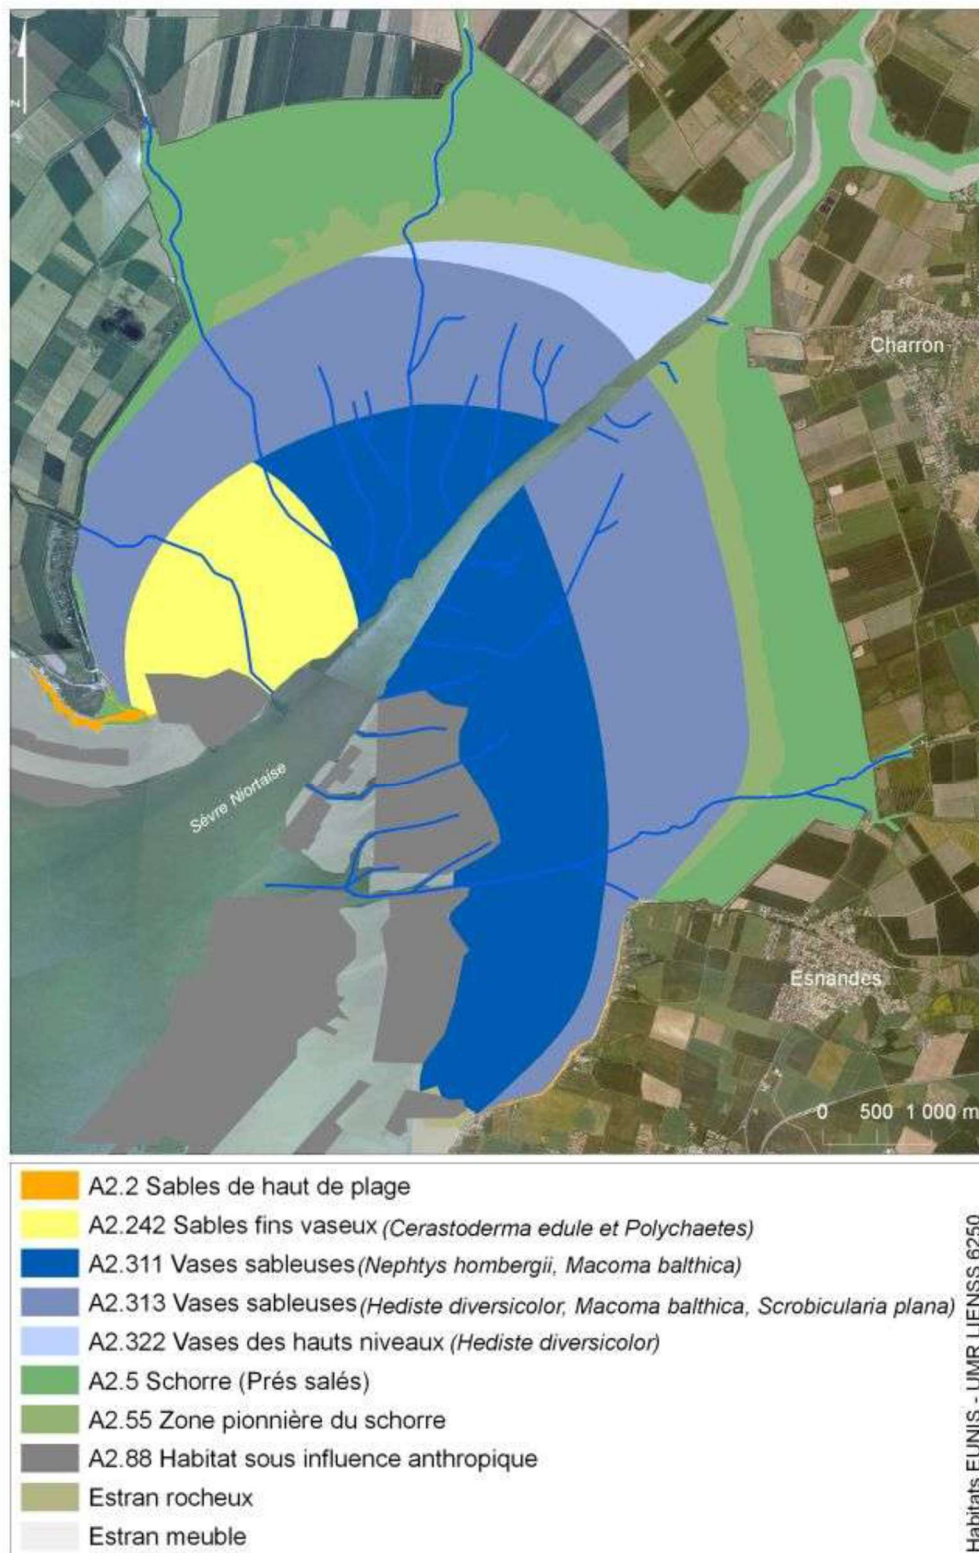 N
Charron
Sèvre Niortaise
Esnandes
0 500 1 000 m
A2.2 Sables de haut de plage
A2.242 Sables fins vaseux (Cerastoderma edule et Polychaetes)
A2.311 Vases sableuses (Nephtys hombergii, Macoma balthica)
A2.313 Vases sableuses (Hediste diversicolor, Macoma balthica, Scrobicularia plana)
A2.322 Vases des hauts niveaux (Hediste diversicolor)
A2.5 Schorre (Prés salés)
A2.55 Zone pionnière du schorre
A2.88 Habitat sous influence anthropique
Estran rocheux
Estran meuble
Habitats EUNIS - UMR LIENSSS 6250